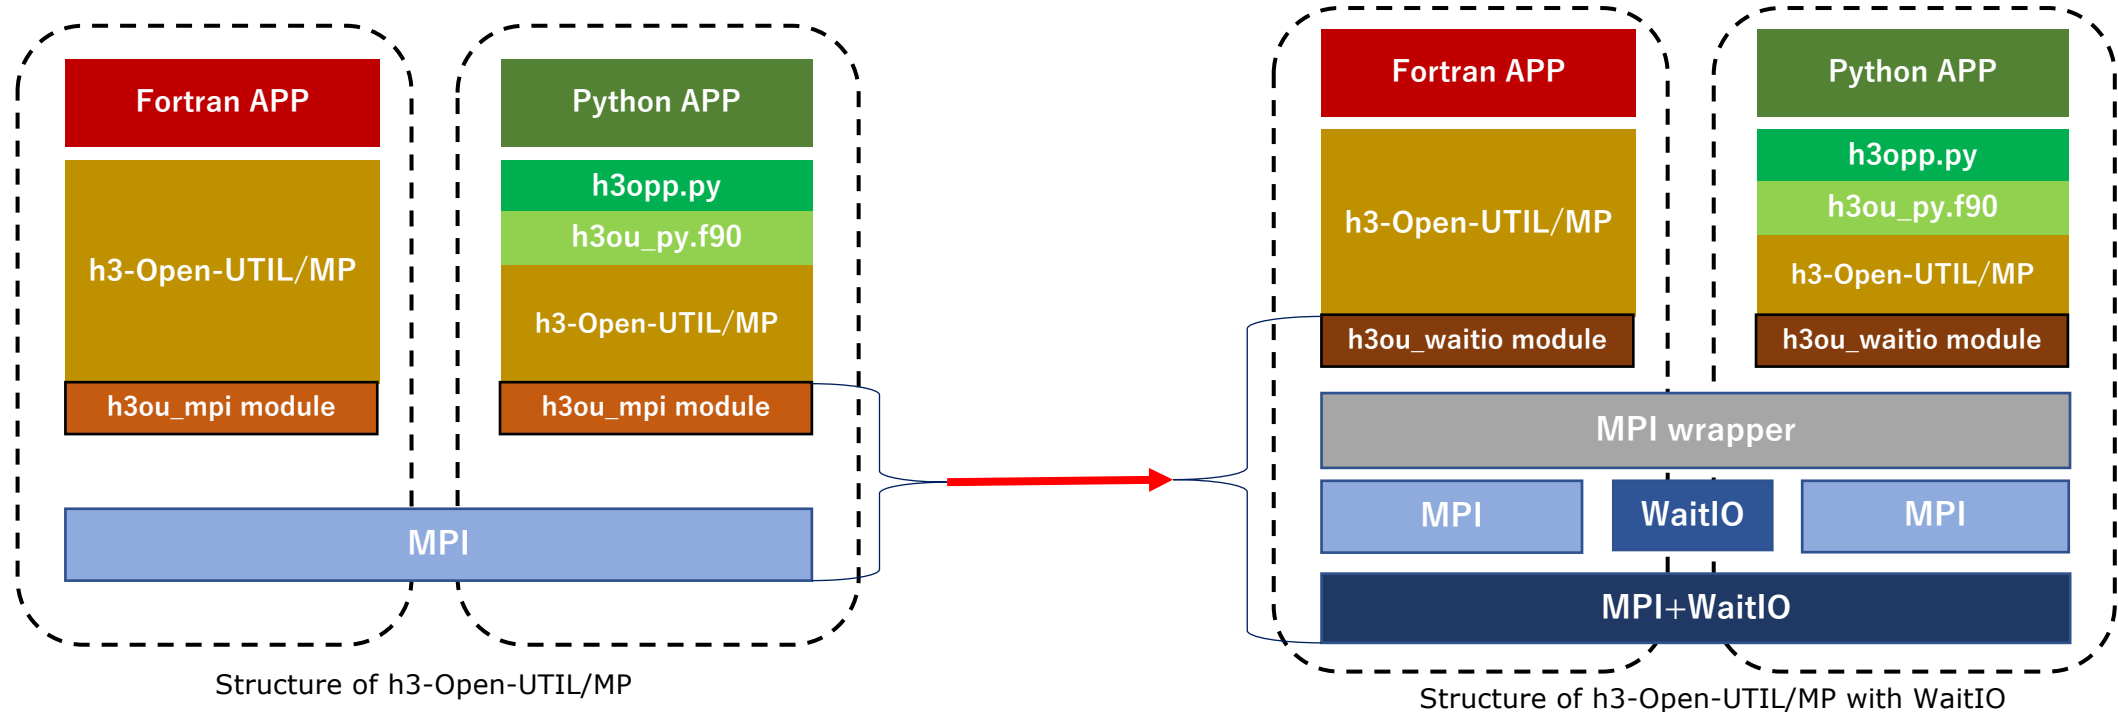 Fortran APP
h3-Open-UTIL/MP
h3ou_mpi module
Python APP
h3opp.py
h3ou_py.f90
h3-Open-UTIL/MP
h3ou_mpi module
MPI
Structure of h3-Open-UTIL/MP
Fortran APP
h3-Open-UTIL/MP
h3ou_waitio module
Python APP
h3opp.py
h3ou_py.f90
h3-Open-UTIL/MP
h3ou_waitio module
MPI wrapper
MPI
WaitIO
MPI
MPI+WaitIO
Structure of h3-Open-UTIL/MP with WaitIO